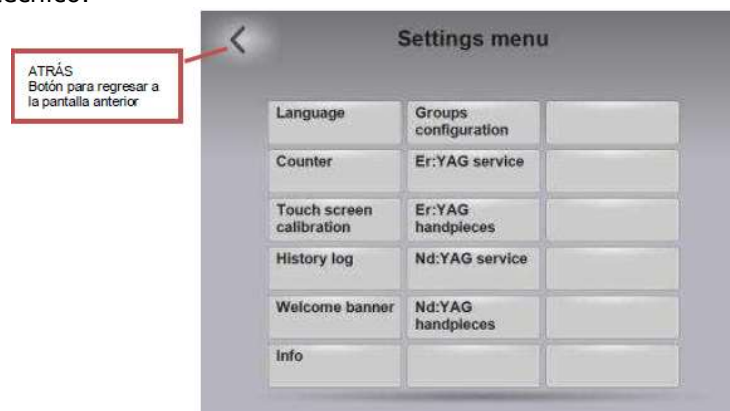 técnico.
Settings menu
ATRÁS
Botón para regresar a
la pantalla anterior
Language
Groups
configuration
Counter
Er:YAG service
Touch screen
calibration
Er:YAG
handpieces
History log
Nd:YAG service
Welcome banner
Nd:YAG
handpieces
Info